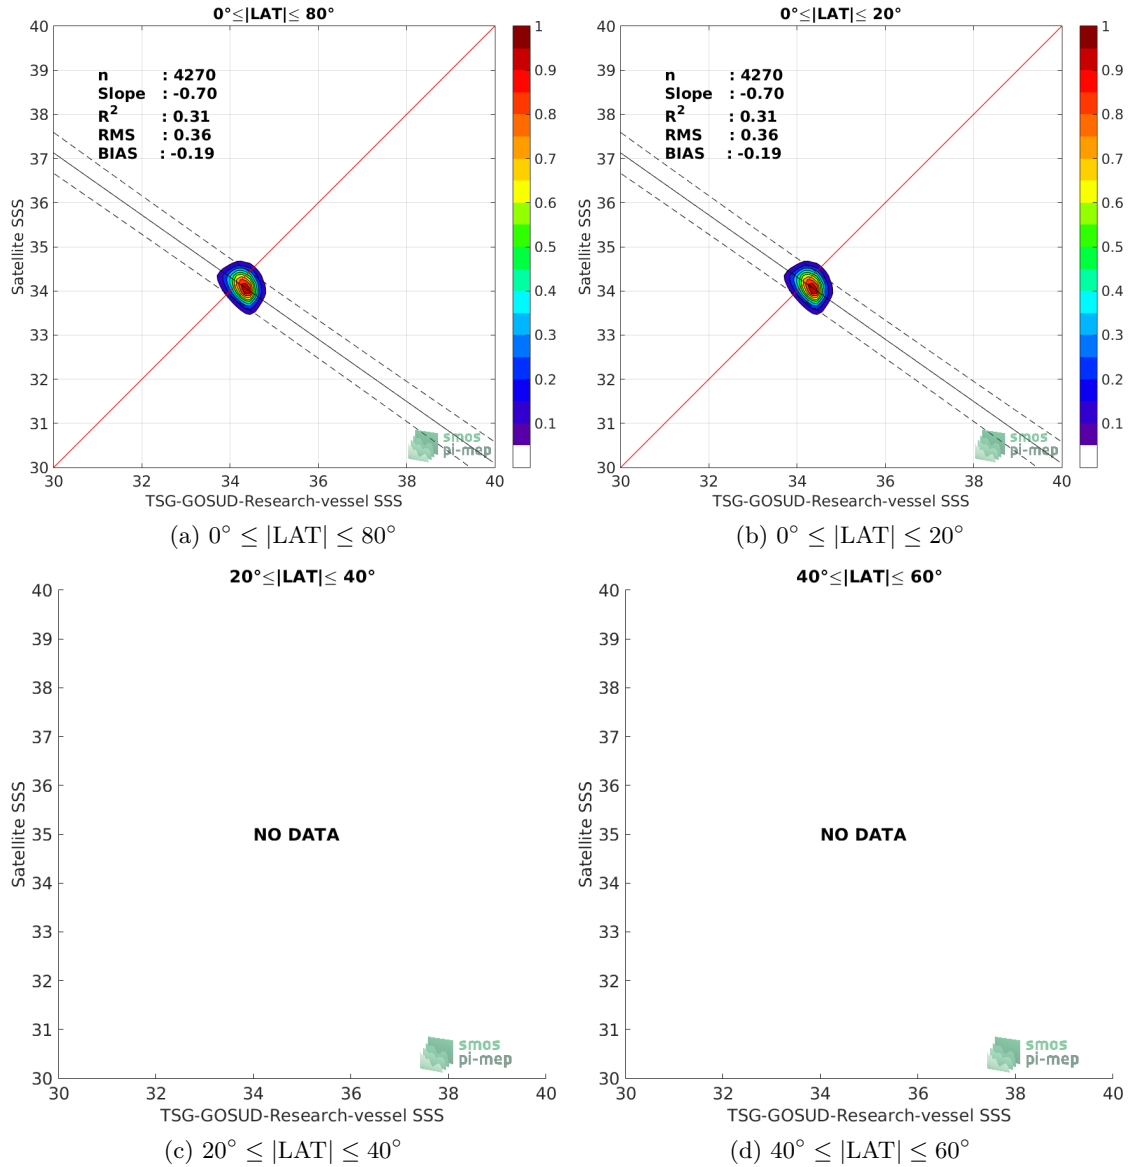 0°≤|LAT|≤ 80°
40
39
38
37
36
35
34
33
32
31
30
Satellite SSS
n : 4270
Slope : -0.70
R2 : 0.31
RMS : 0.36
BIAS : -0.19
smos
pi-mep
30 32 34 36 38 40
TSG-GOSUD-Research-vessel SSS
1
0.9
0.8
0.7
0.6
0.5
0.4
0.3
0.2
0.1
(a) 0° ≤ |LAT| ≤ 80°
0°≤|LAT|≤ 20°
40
39
38
37
36
35
34
33
32
31
30
Satellite SSS
n : 4270
Slope : -0.70
R2 : 0.31
RMS : 0.36
BIAS : -0.19
smos
pi-mep
30 32 34 36 38 40
TSG-GOSUD-Research-vessel SSS
1
0.9
0.8
0.7
0.6
0.5
0.4
0.3
0.2
0.1
(b) 0° ≤ |LAT| ≤ 20°
20°≤|LAT|≤ 40°
40
39
38
37
36
35
34
33
32
31
30
Satellite SSS
NO DATA
smos
pi-mep
30 32 34 36 38 40
TSG-GOSUD-Research-vessel SSS
(c) 20° ≤ |LAT| ≤ 40°
40°≤|LAT|≤ 60°
40
39
38
37
36
35
34
33
32
31
30
Satellite SSS
NO DATA
smos
pi-mep
30 32 34 36 38 40
TSG-GOSUD-Research-vessel SSS
(d) 40° ≤ |LAT| ≤ 60°